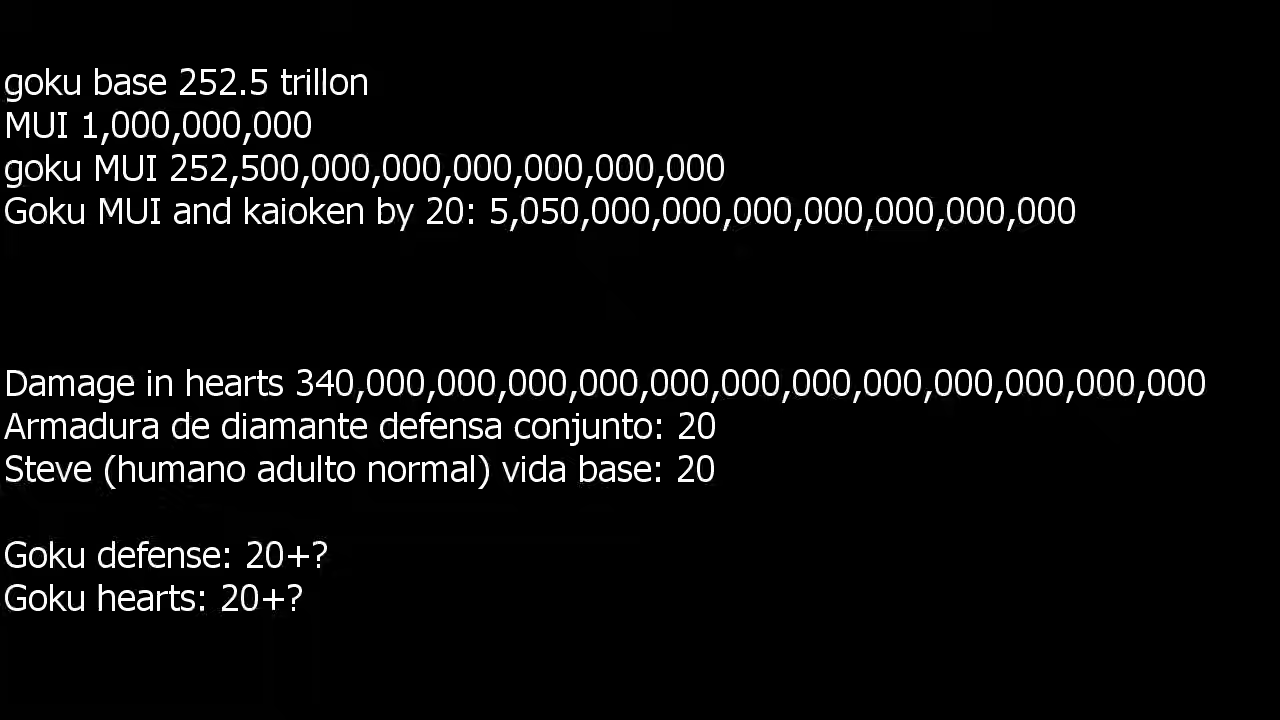 goku base 252.5 trillon
MUI 1,000,000,000
goku MUI 252,500,000,000,000,000,000,000
Goku MUI and kaioken by 20: 5,050,000,000,000,000,000,000,000
Damage in hearts 340,000,000,000,000,000,000,000,000,000,000,000,000
Armadura de diamante defensa conjunto: 20
Steve (humano adulto normal) vida base: 20
Goku defense: 20+?
Goku hearts: 20+?